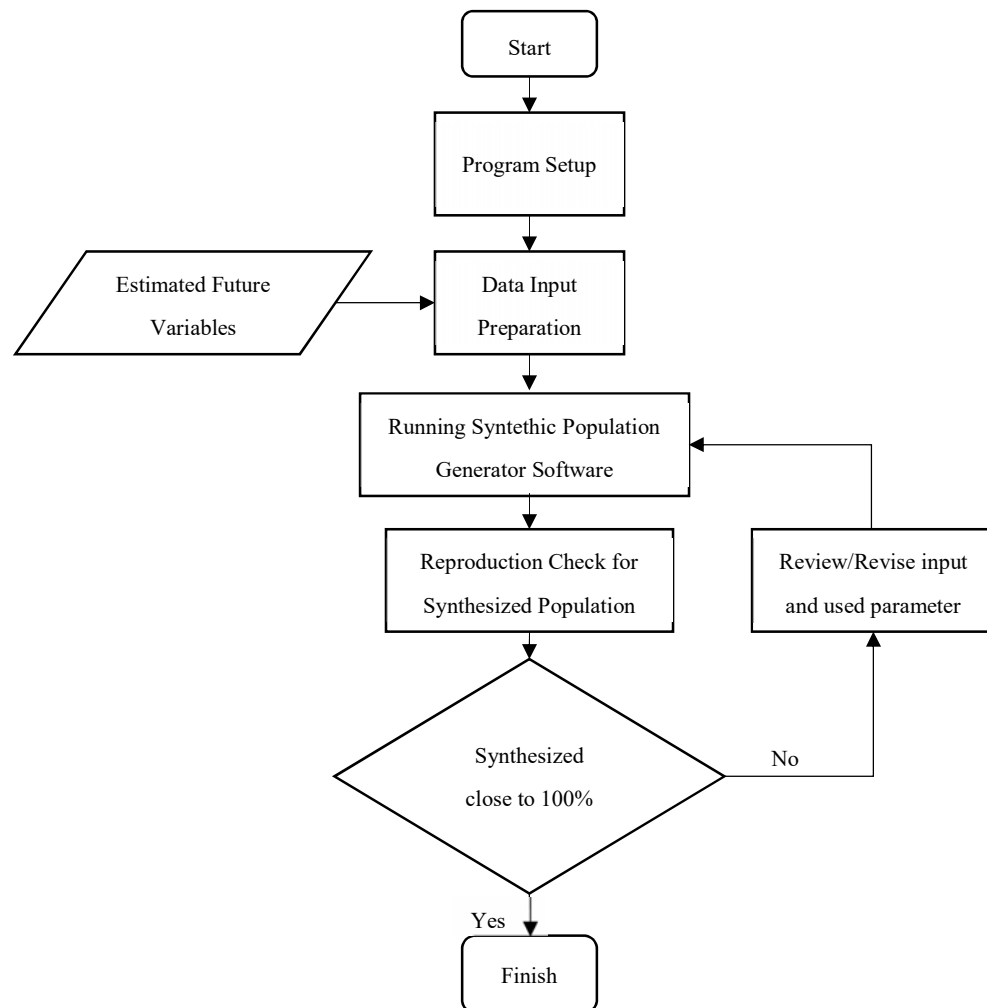 Start
Program Setup
Estimated Future
Variables
Data Input
Preparation
Running Syntethic Population
Generator Software
Reproduction Check for
Synthesized Population
Review/Revise input
and used parameter
Synthesized
close to 100%
No
Yes
Finish